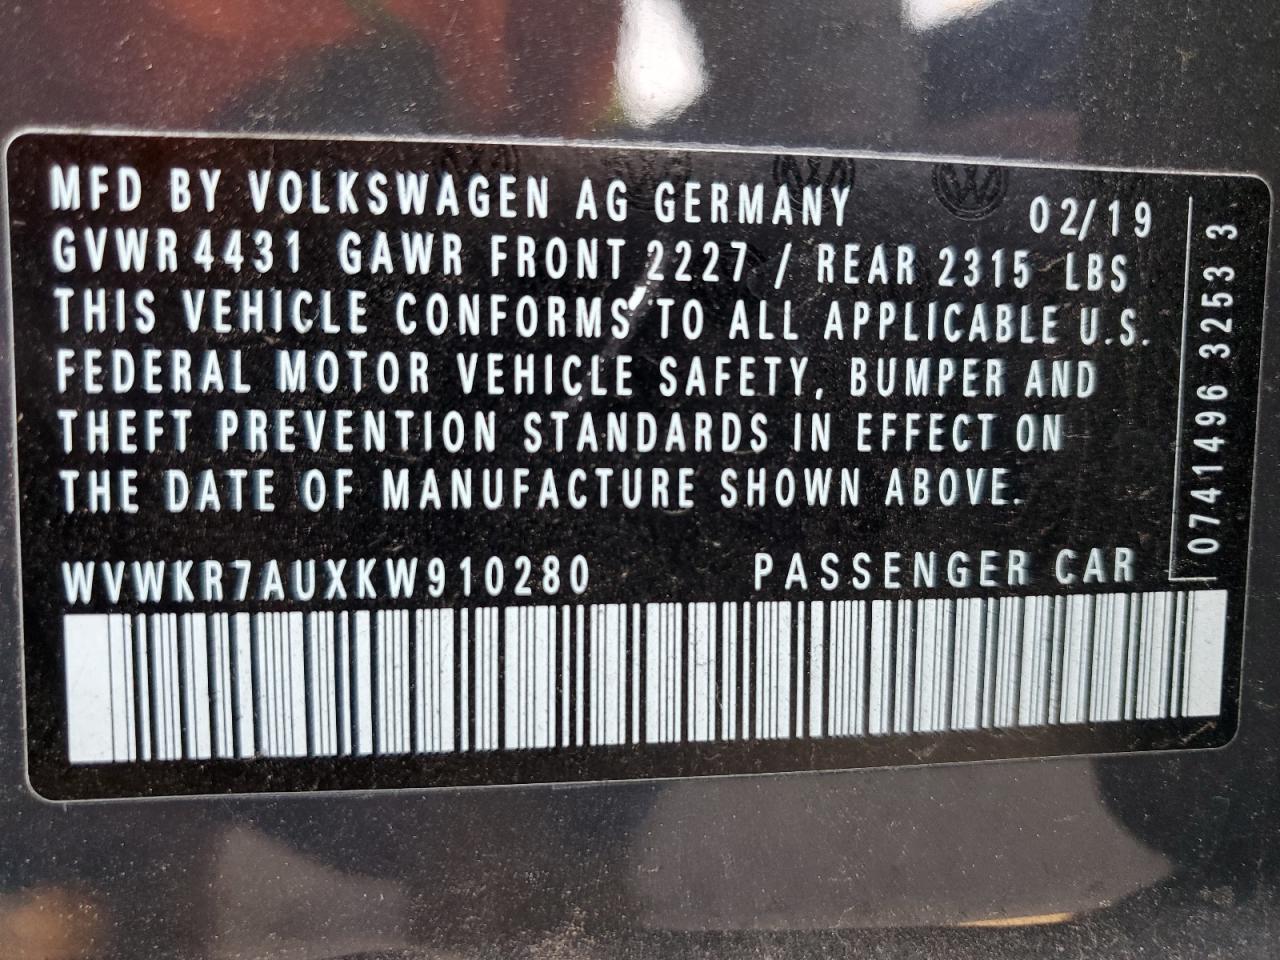 MFD BY VOLKSWAGEN AG GERMANY 02/19
GVWR 4431 GAWR FRONT 2227 / REAR 2315 LBS
THIS VEHICLE CONFORMS TO ALL APPLICABLE U.S.
FEDERAL MOTOR VEHICLE SAFETY, BUMPER AND
THEFT PREVENTION STANDARDS IN EFFECT ON
THE DATE OF MANUFACTURE SHOWN ABOVE.
WVWKR7AUXKW910280 PASSENGER CAR
0741496 3253 3